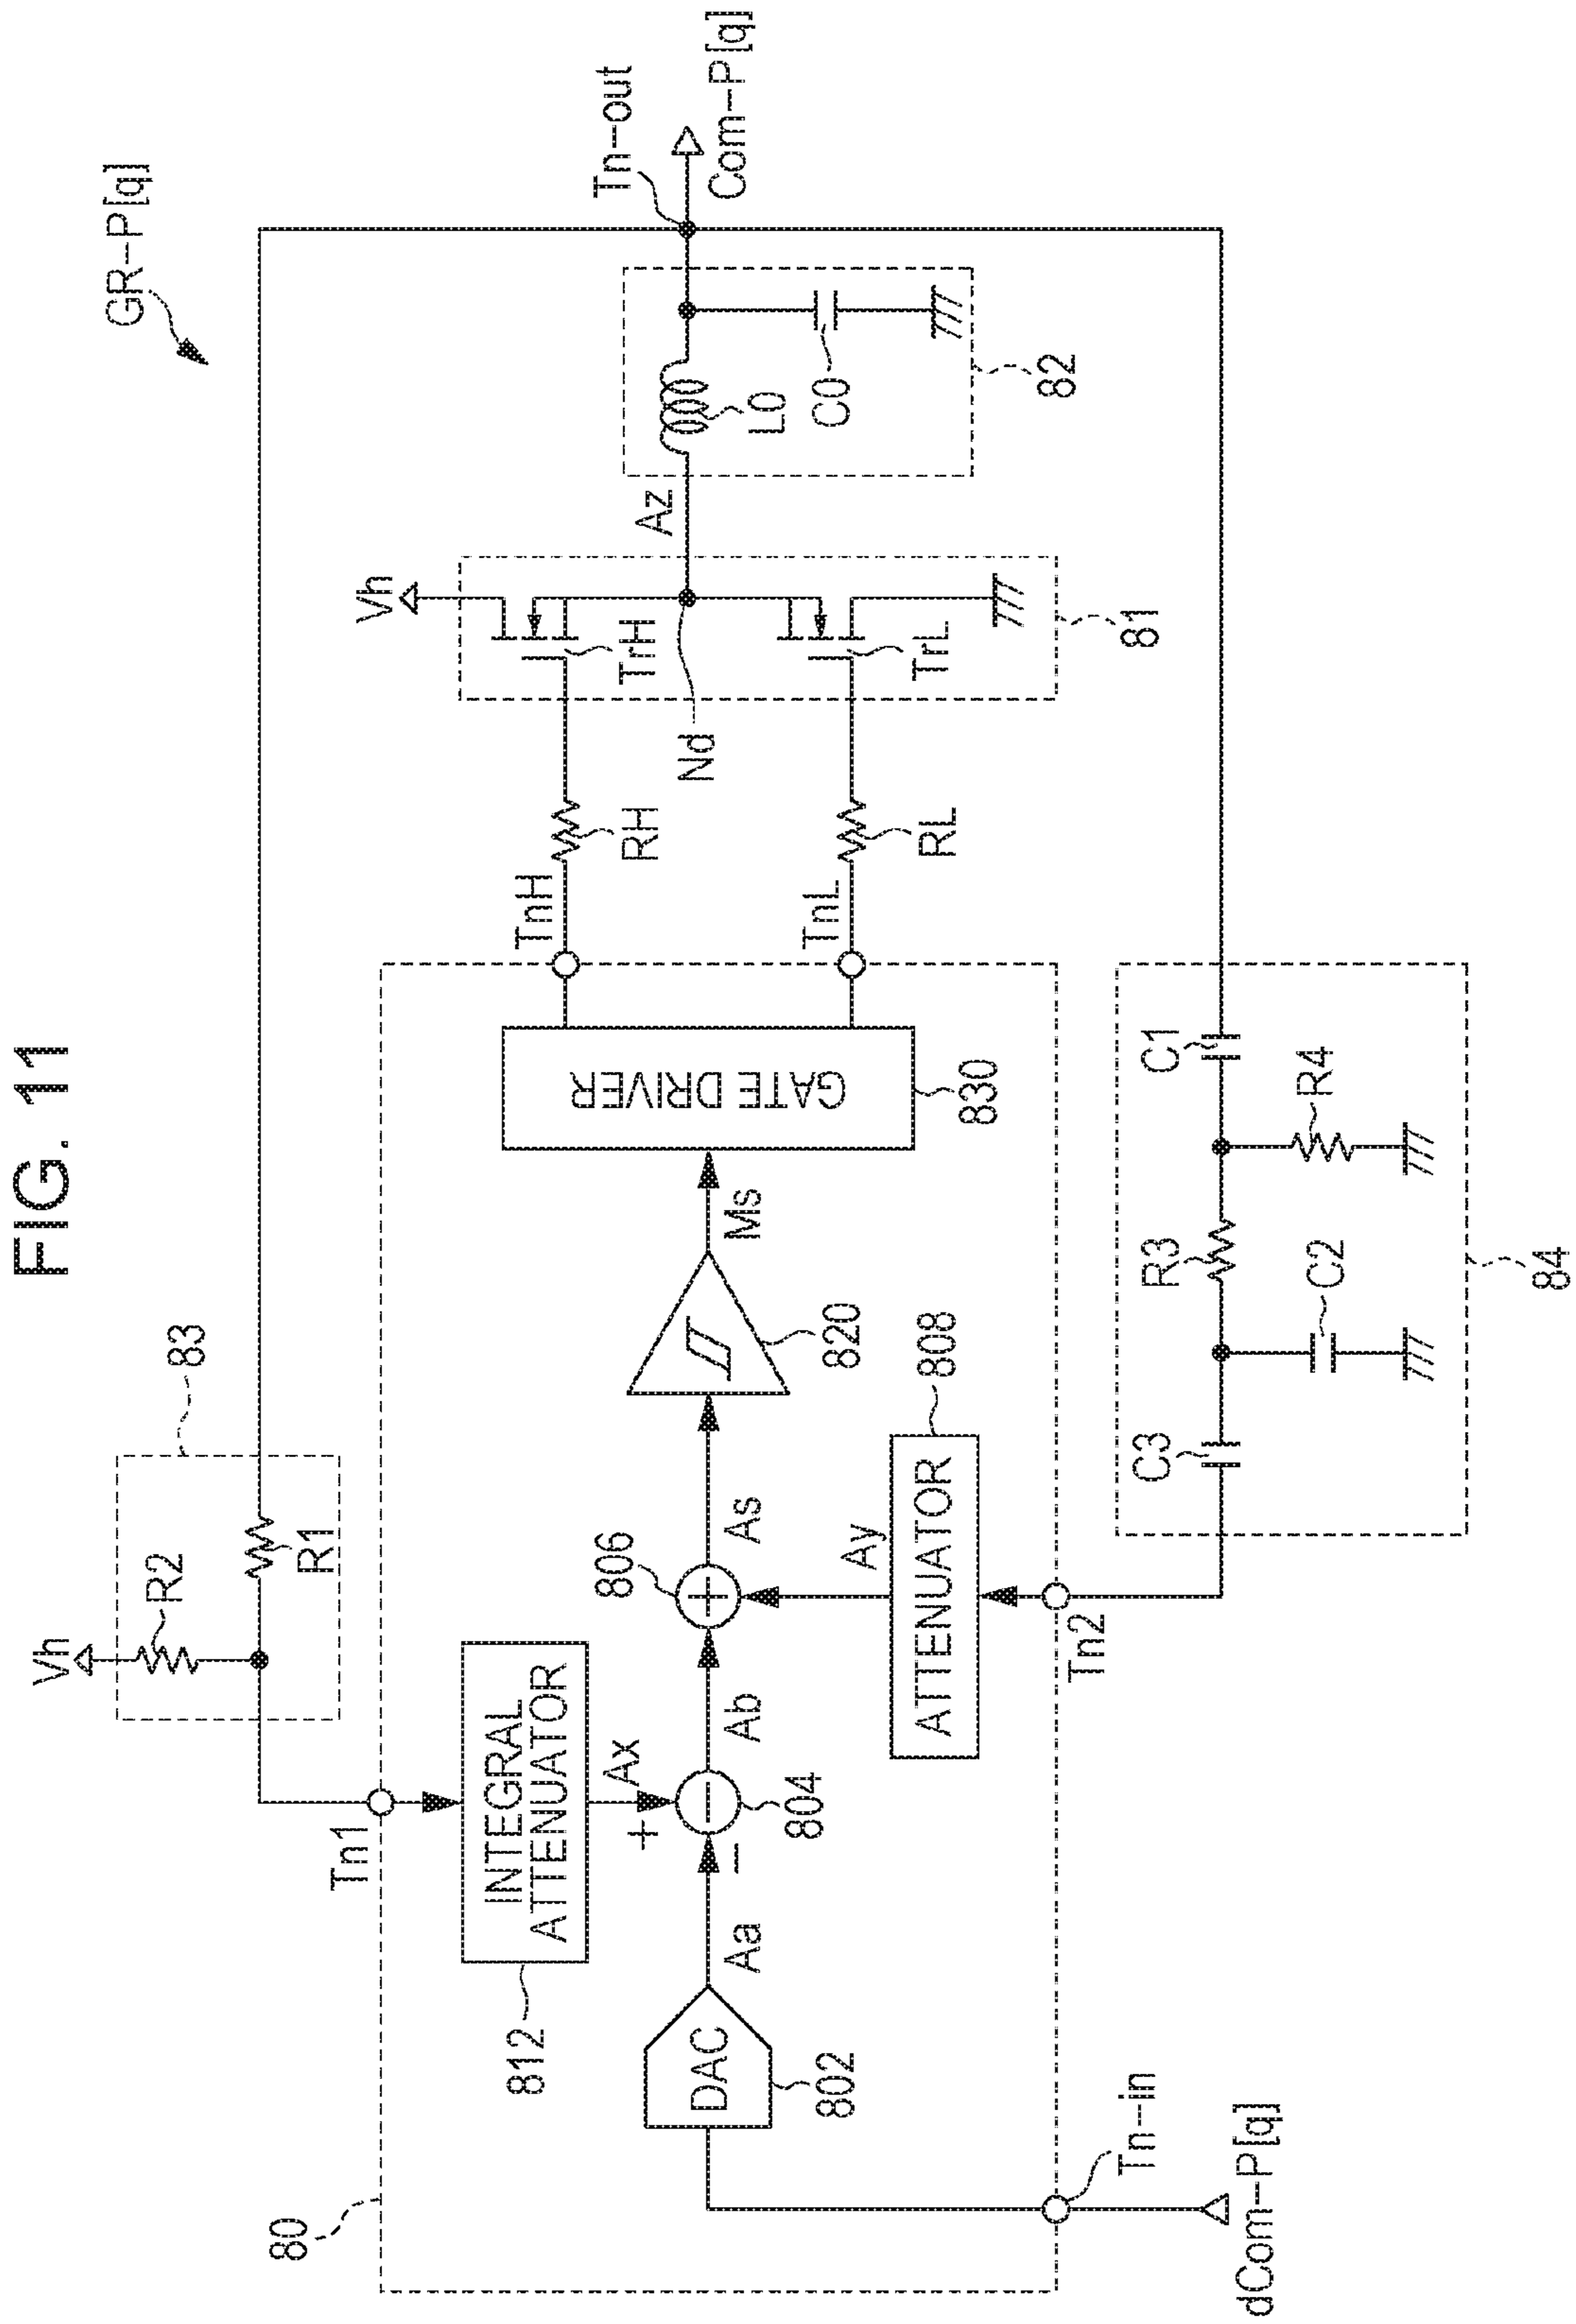 FIG. 11
GR-P[q]
83
Vh
R2
R1
Tn1
80
INTEGRAL
ATTENUATOR
812
Ax
+
−
DAC
802
Aa
804
Ab
806
As
Ay
ATTENUATOR
808
820
Ms
GATE DRIVER
830
TnH
TnL
RH
RL
Vh
TrH
TrL
Nd
81
Az
L0
C0
82
Tn-out
Com-P[q]
Tn-in
dCom-P[q]
Tn2
C3
R3
C2
C1
R4
84